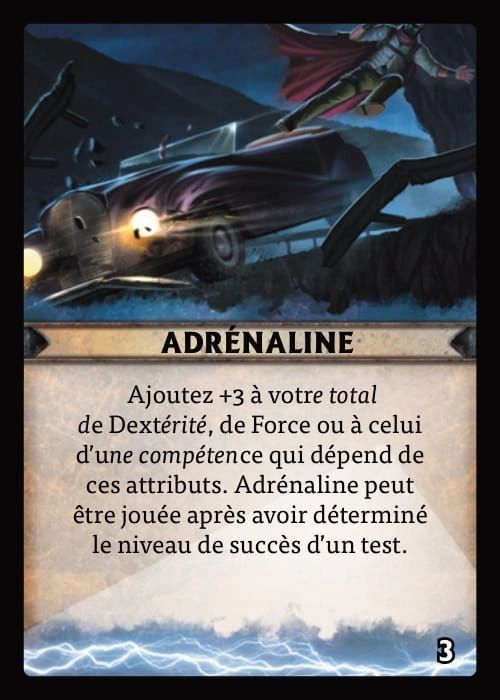 ADRÉNALINE
Ajoutez +3 à votre total
de Dextérité, de Force ou à celui
d'une compétence qui dépend de
ces attributs. Adrénaline peut
être jouée après avoir déterminé
le niveau de succès d'un test.
3